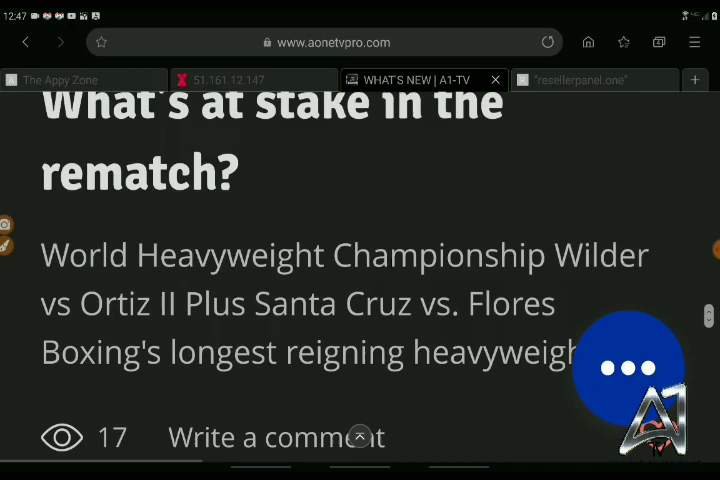 12:47
www.aonetvpro.com
The Appy Zone
51.161.12.147
WHAT'S NEW | A1-TV
"resellerpanel.one"
What's at stake in the
rematch?
World Heavyweight Championship Wilder
vs Ortiz II Plus Santa Cruz vs. Flores
Boxing's longest reigning heavyweigh
17 Write a comment
A1